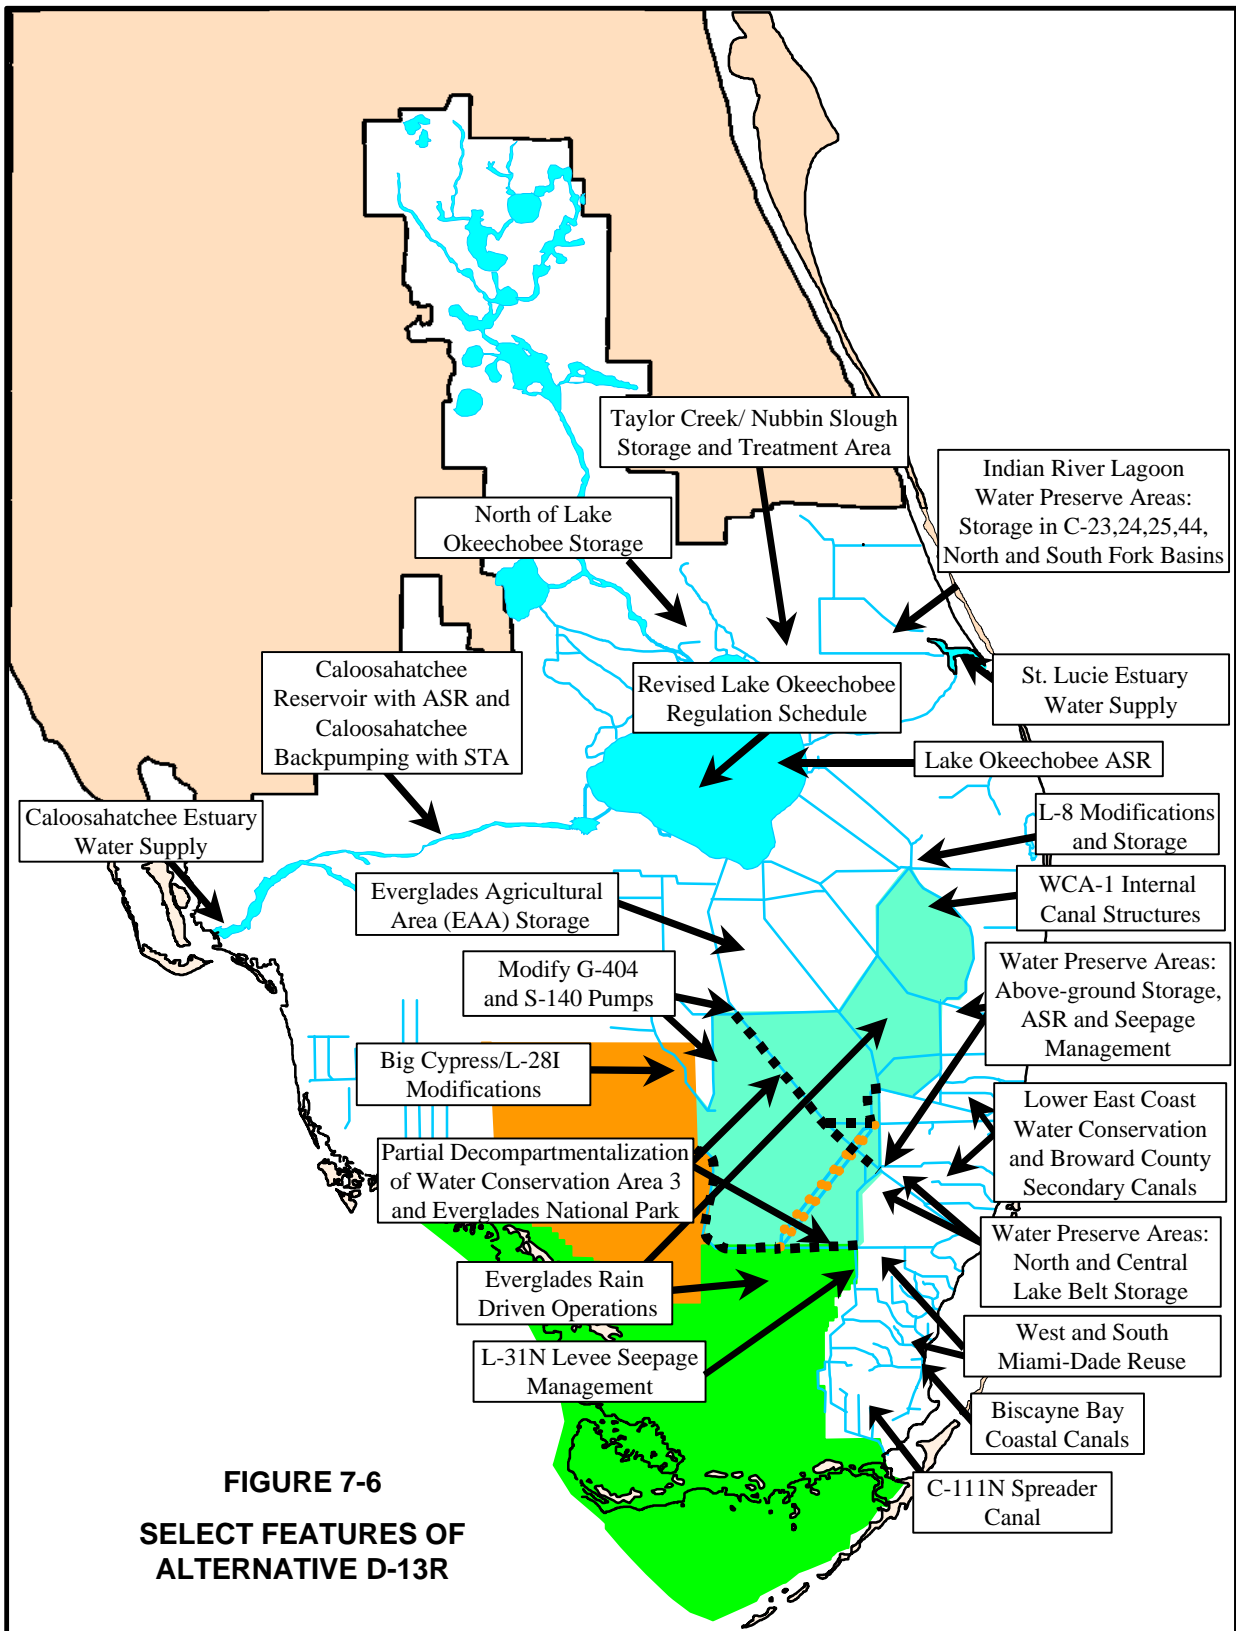 Taylor Creek/ Nubbin Slough
Storage and Treatment Area
Indian River Lagoon
Water Preserve Areas:
Storage in C-23,24,25,44,
North and South Fork Basins
North of Lake
Okeechobee Storage
Caloosahatchee
Reservoir with ASR and
Caloosahatchee
Backpumping with STA
Revised Lake Okeechobee
Regulation Schedule
St. Lucie Estuary
Water Supply
Lake Okeechobee ASR
Caloosahatchee Estuary
Water Supply
L-8 Modifications
and Storage
Everglades Agricultural
Area (EAA) Storage
WCA-1 Internal
Canal Structures
Modify G-404
and S-140 Pumps
Water Preserve Areas:
Above-ground Storage,
ASR and Seepage
Management
Big Cypress/L-28I
Modifications
Lower East Coast
Water Conservation
and Broward County
Secondary Canals
Partial Decompartmentalization
of Water Conservation Area 3
and Everglades National Park
Water Preserve Areas:
North and Central
Lake Belt Storage
Everglades Rain
Driven Operations
West and South
Miami-Dade Reuse
L-31N Levee Seepage
Management
Biscayne Bay
Coastal Canals
C-111N Spreader
Canal
FIGURE 7-6
SELECT FEATURES OF
ALTERNATIVE D-13R